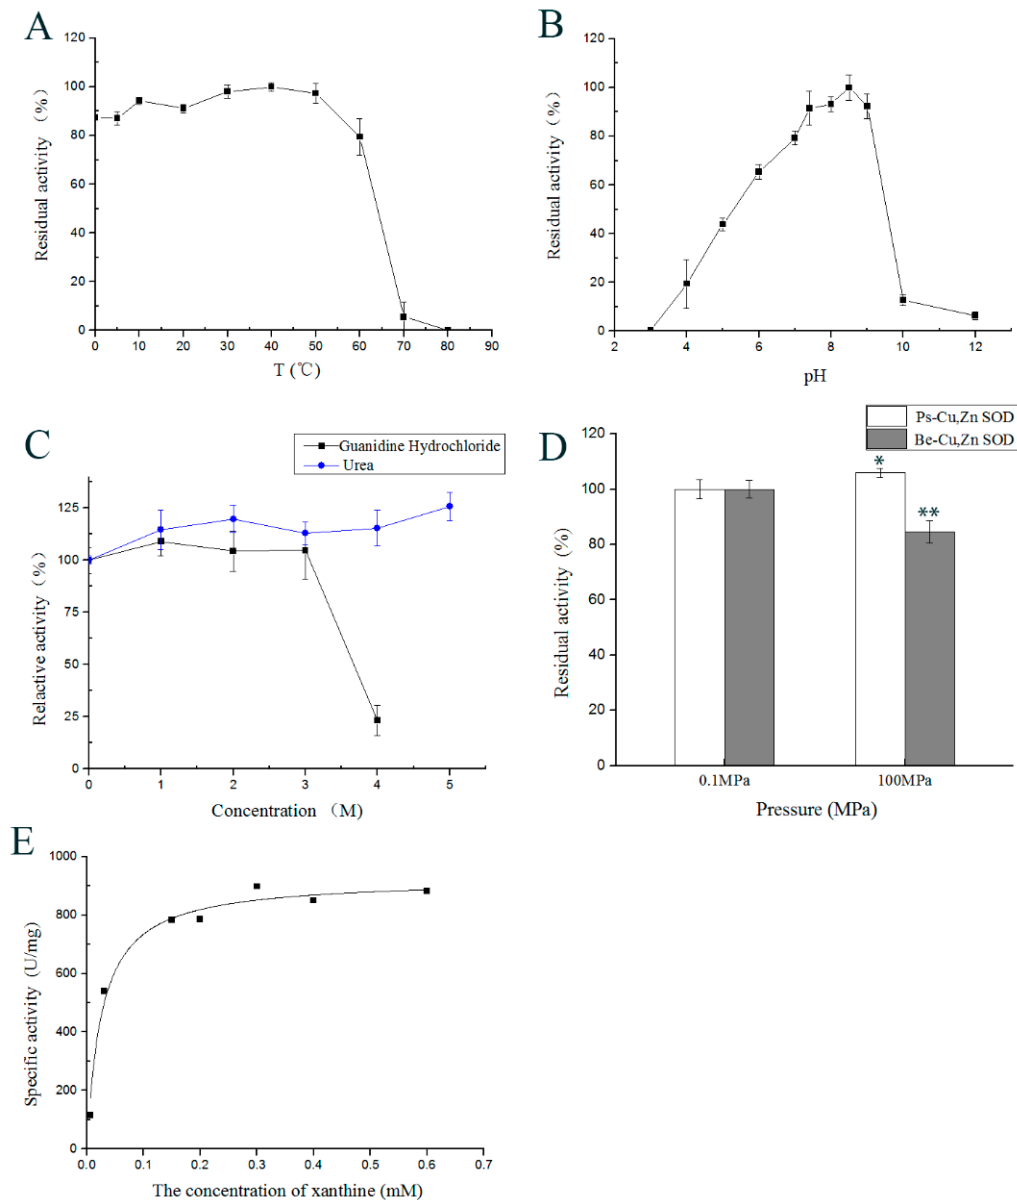 A
Residual activity (%)
120
100
80
60
40
20
0
0 10 20 30 40 50 60 70 80 90
T (℃)
B
Residual activity (%)
120
100
80
60
40
20
0
2 4 6 8 10 12
pH
C
Guanidine Hydrochloride
Urea
Relactive activity (%)
125
100
75
50
25
0
0 1 2 3 4 5
Concentration (M)
D
Ps-Cu,Zn SOD
Be-Cu,Zn SOD
Residual activity (%)
120
100
80
60
40
20
0
*
**
0.1MPa 100MPa
Pressure (MPa)
E
Specific activity (U/mg)
1000
800
600
400
200
0
0.0 0.1 0.2 0.3 0.4 0.5 0.6 0.7
The concentration of xanthine (mM)